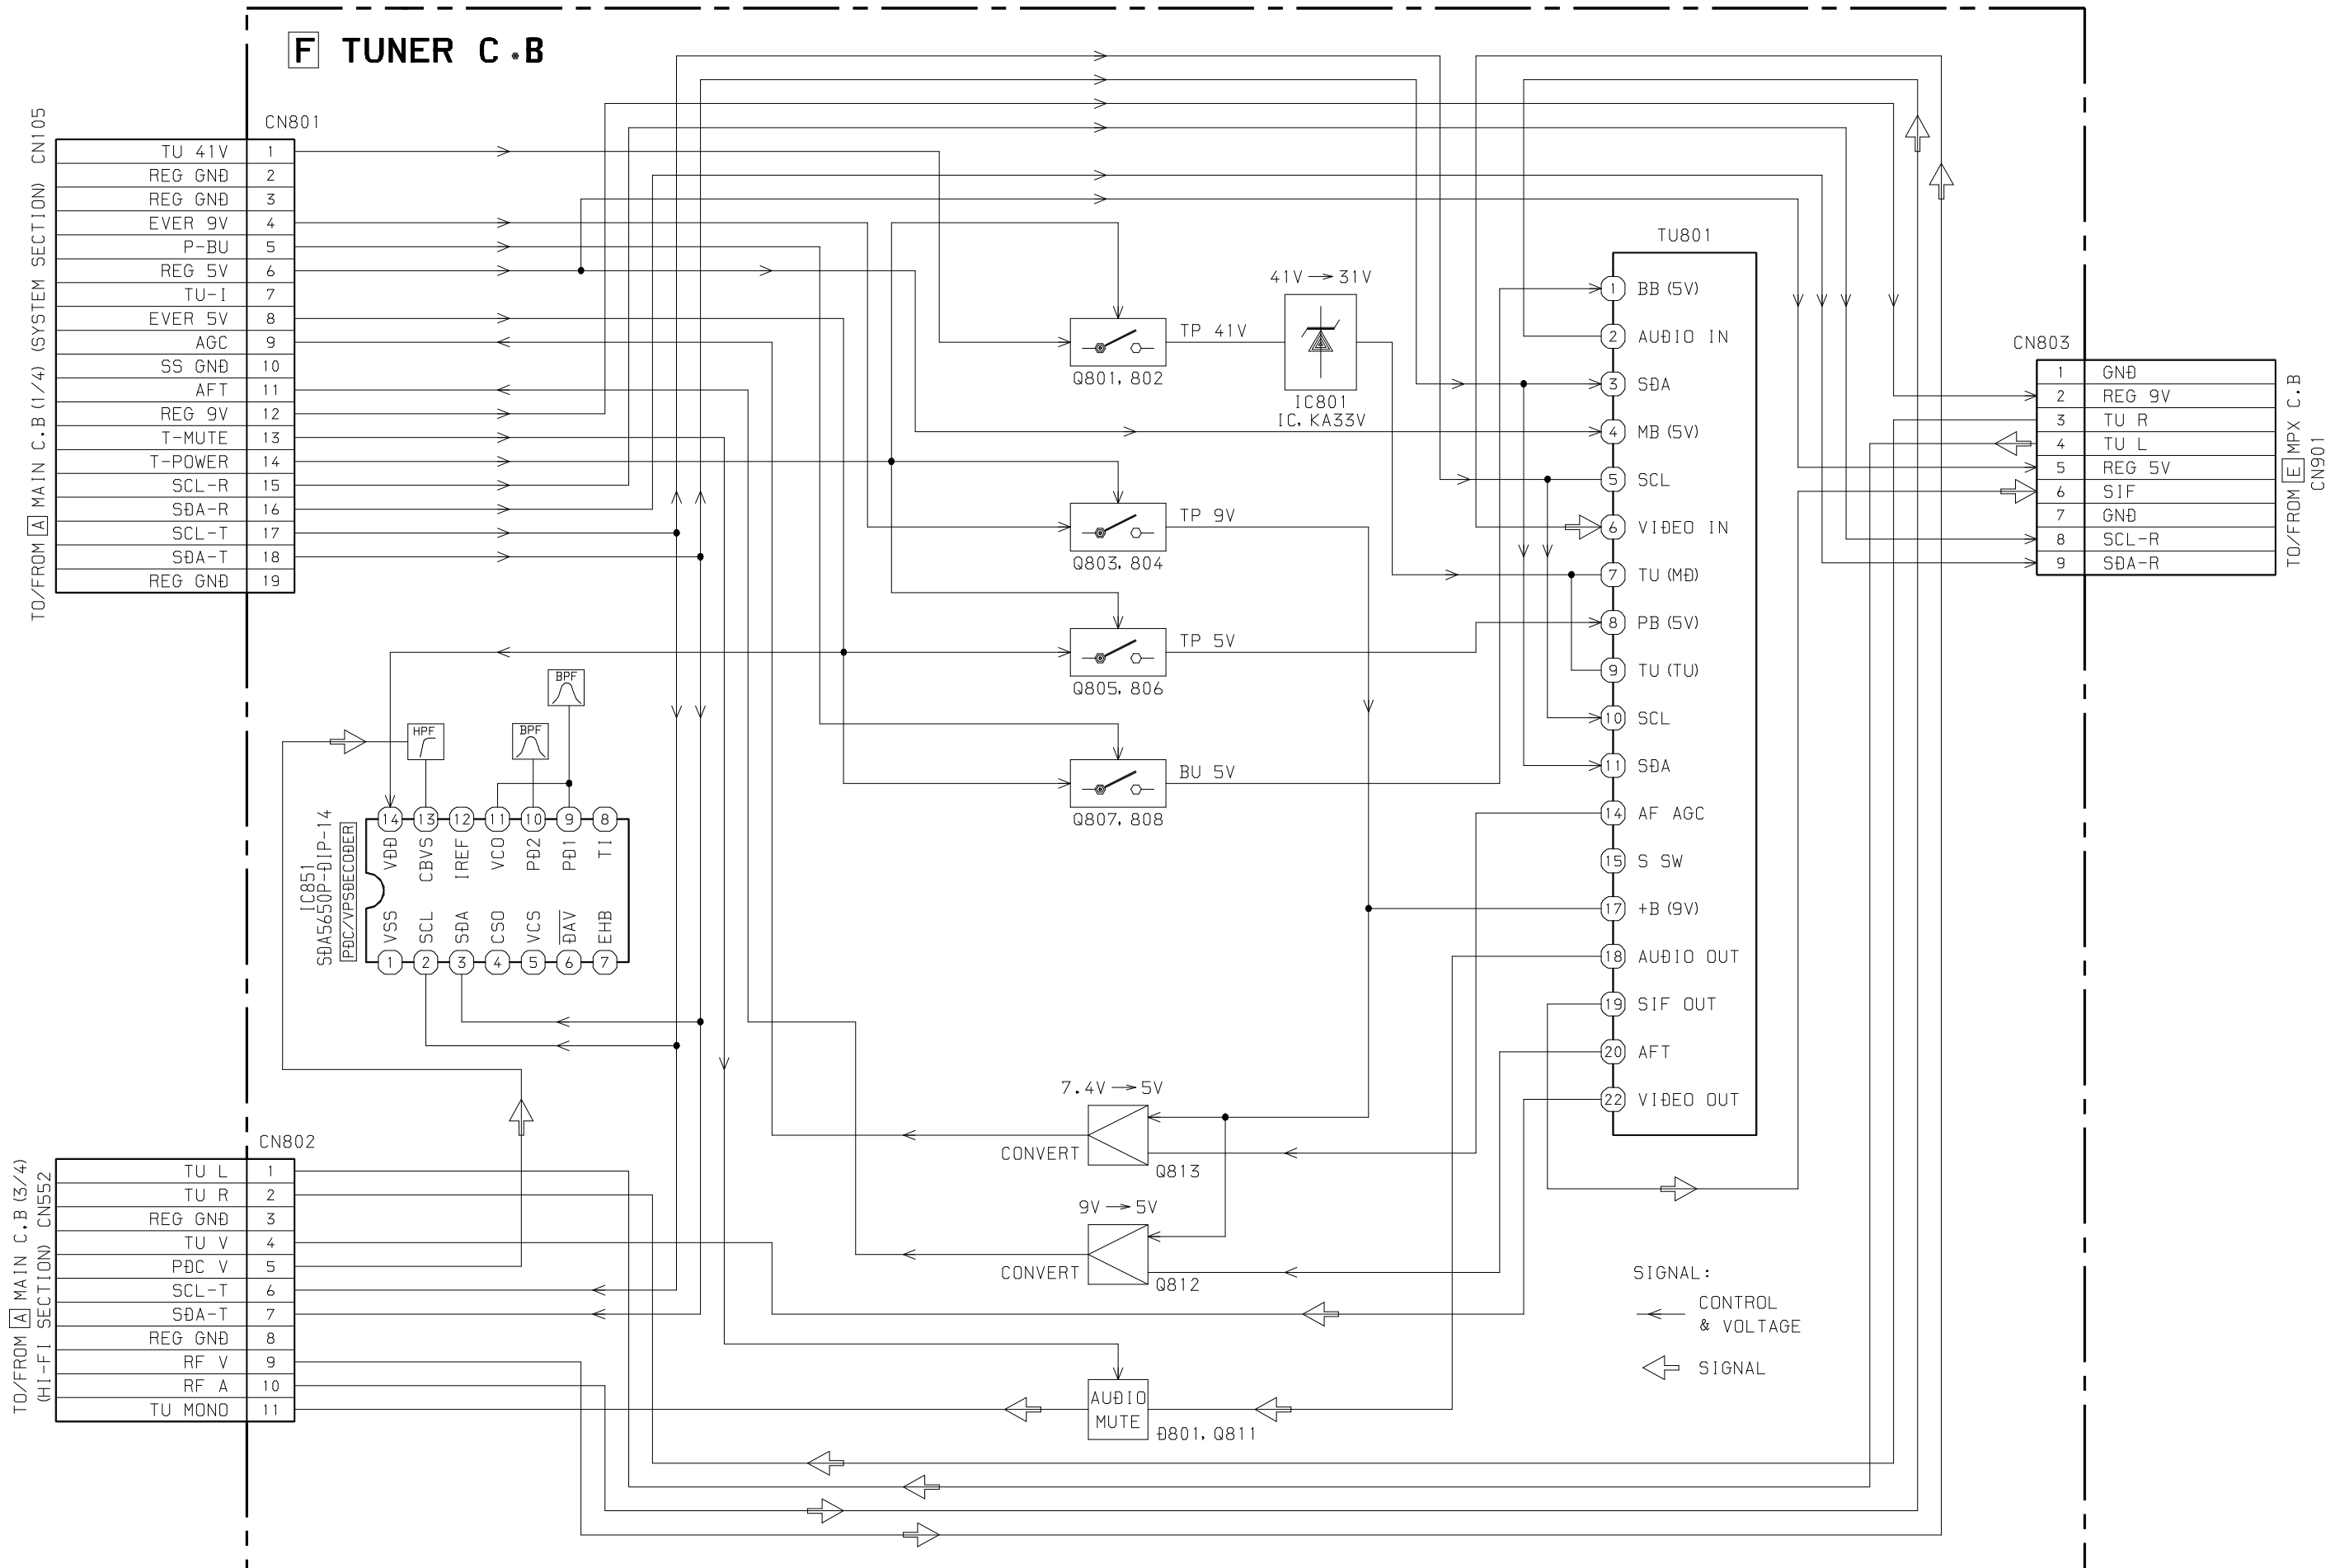 F TUNER C.B
CN801
TO/FROM A MAIN C.B (1/4) (SYSTEM SECTION) CN105
TU 41V 1
REG GND 2
REG GND 3
EVER 9V 4
P-BU 5
REG 5V 6
TU-I 7
EVER 5V 8
AGC 9
SS GND 10
AFT 11
REG 9V 12
T-MUTE 13
T-POWER 14
SCL-R 15
SDA-R 16
SCL-T 17
SDA-T 18
REG GND 19
41V → 31V
TP 41V
Q801, 802
IC801
IC, KA33V
TP 9V
Q803, 804
TP 5V
Q805, 806
BU 5V
Q807, 808
TU801
1 BB (5V)
2 AUDIO IN
3 SDA
4 MB (5V)
5 SCL
6 VIDEO IN
7 TU (MD)
8 PB (5V)
9 TU (TU)
10 SCL
11 SDA
14 AF AGC
15 S SW
17 +B (9V)
18 AUDIO OUT
19 SIF OUT
20 AFT
22 VIDEO OUT
CN803
1 GND
2 REG 9V
3 TU R
4 TU L
5 REG 5V
6 SIF
7 GND
8 SCL-R
9 SDA-R
TO/FROM E MPX C.B
CN901
BPF
BPF
HPF
14 13 12 11 10 9 8
VDD CBVS IREF VCO PD2 PD1 TI
VSS SCL SDA CSO VCS DAV EHB
1 2 3 4 5 6 7
IC851
SDA5650P-DIP-14
PDC/VPSDECODER
7.4V → 5V
CONVERT
Q813
9V → 5V
CONVERT
Q812
AUDIO
MUTE
D801, Q811
CN802
TO/FROM A MAIN C.B (3/4)
(HI-FI SECTION) CN552
TU L 1
TU R 2
REG GND 3
TU V 4
PDC V 5
SCL-T 6
SDA-T 7
REG GND 8
RF V 9
RF A 10
TU MONO 11
SIGNAL:
CONTROL
& VOLTAGE
SIGNAL